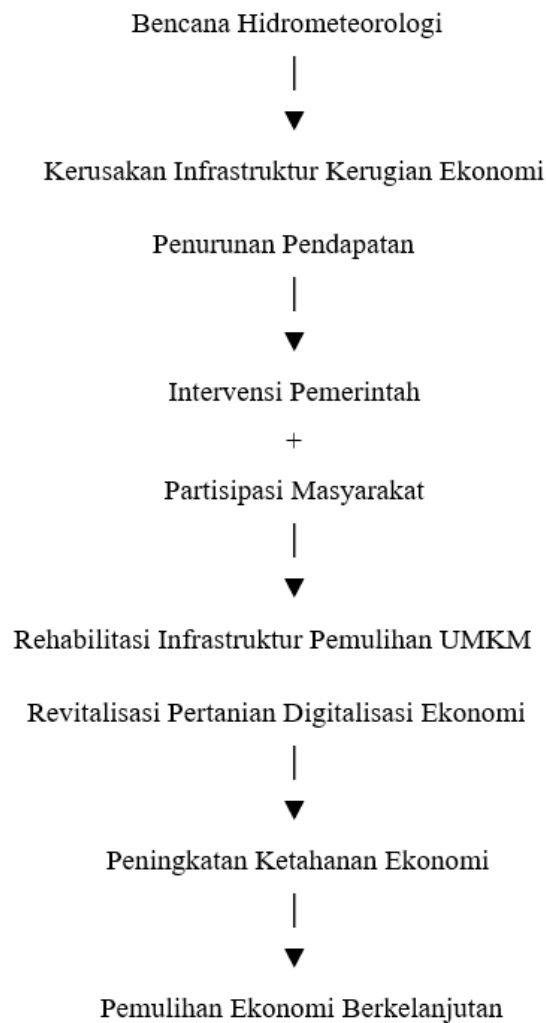 Bencana Hidrometeorologi
|
▼
Kerusakan Infrastruktur Kerugian Ekonomi
Penurunan Pendapatan
|
▼
Intervensi Pemerintah
+
Partisipasi Masyarakat
|
▼
Rehabilitasi Infrastruktur Pemulihan UMKM
Revitalisasi Pertanian Digitalisasi Ekonomi
|
▼
Peningkatan Ketahanan Ekonomi
|
▼
Pemulihan Ekonomi Berkelanjutan